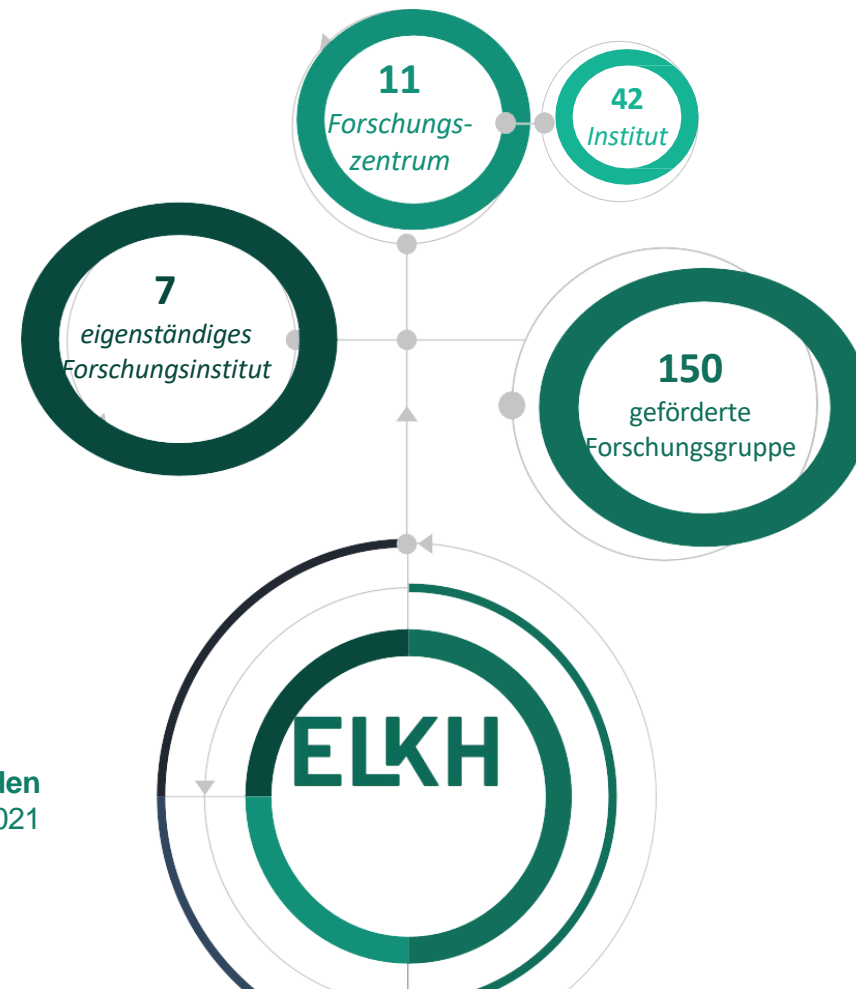 11
Forschungs-
zentrum
42
Institut
7
eigenständiges
Forschungsinstitut
150
geförderte
Forschungsgruppe
ELKH